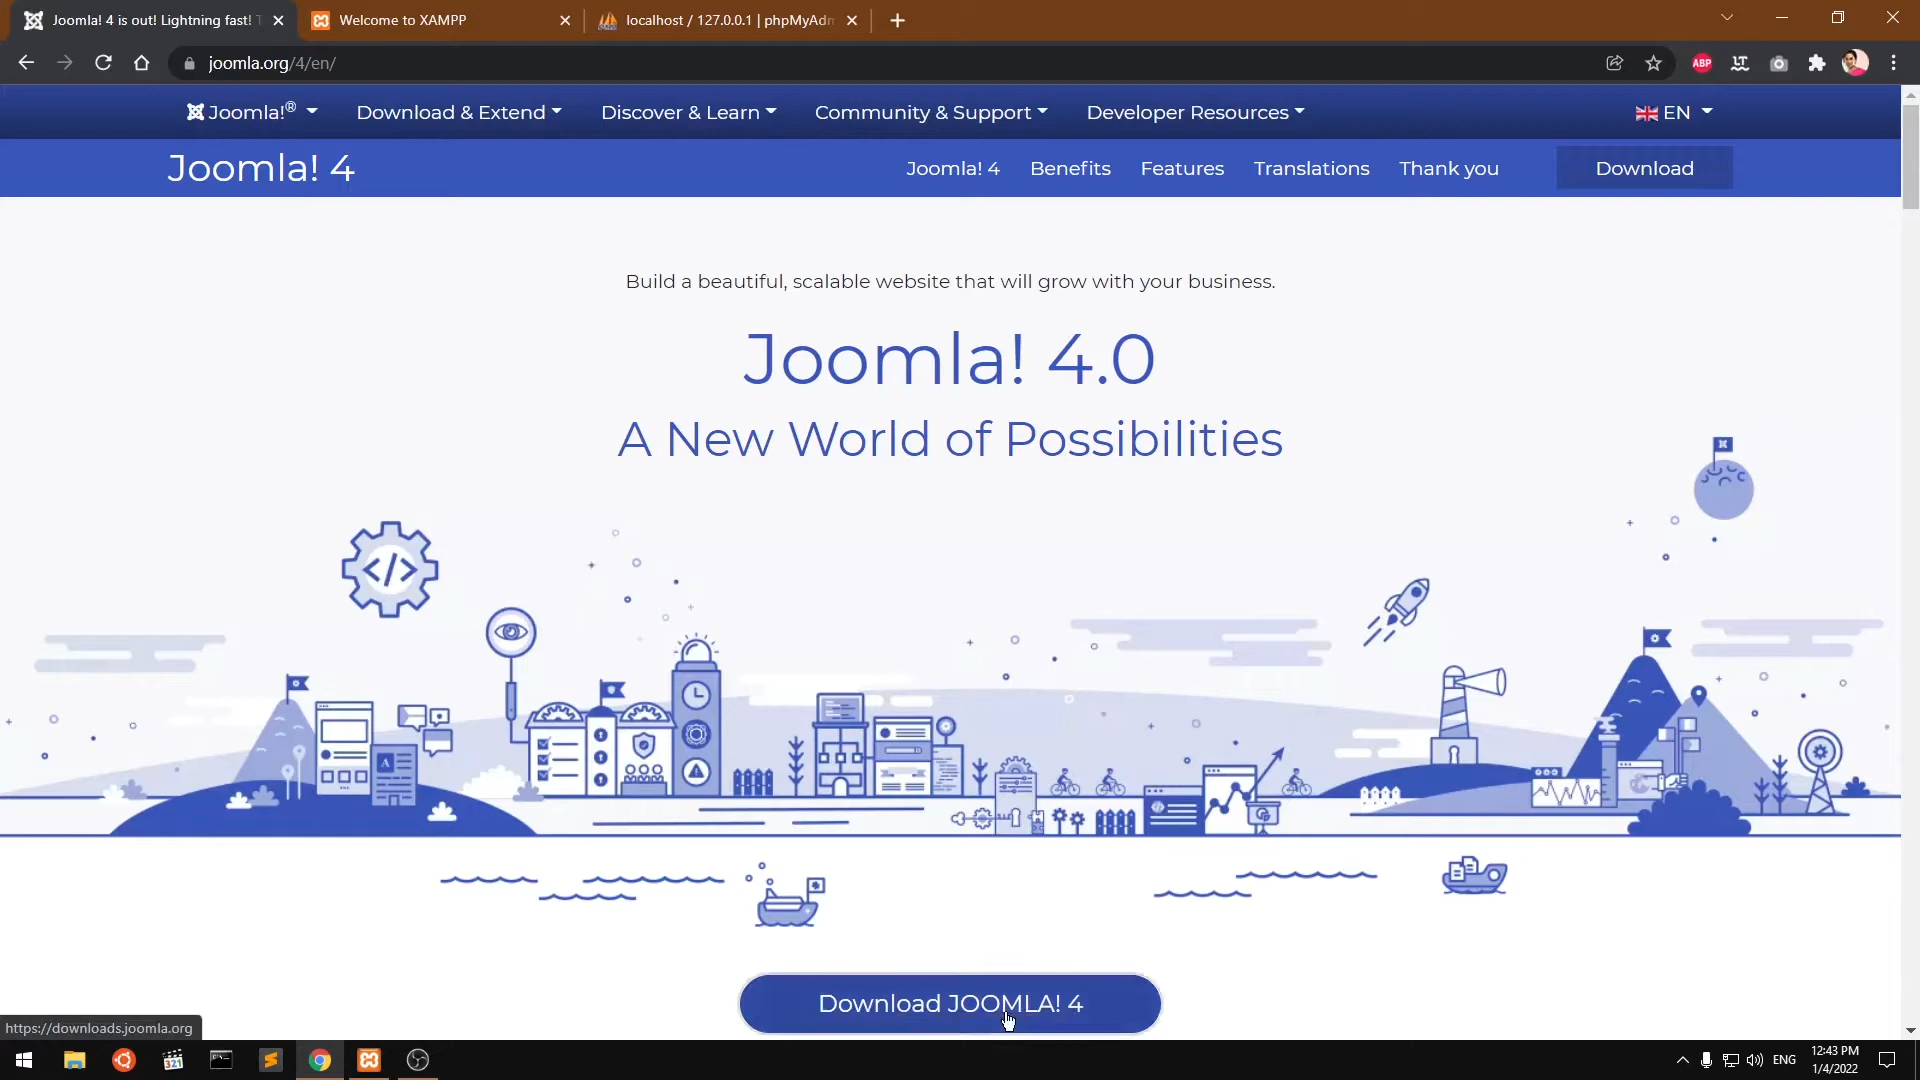 Joomla! 4 is out! Lightning fast!
Welcome to XAMPP
localhost / 127.0.0.1 | phpMyAdm
joomla.org/4/en/
ABP
Joomla!®
Download & Extend
Discover & Learn
Community & Support
Developer Resources
EN
Joomla! 4
Joomla! 4
Benefits
Features
Translations
Thank you
Download
Build a beautiful, scalable website that will grow with your business.
Joomla! 4.0
A New World of Possibilities
</>
A
Download JOOMLA! 4
https://downloads.joomla.org
321
ENG
12:43 PM
1/4/2022